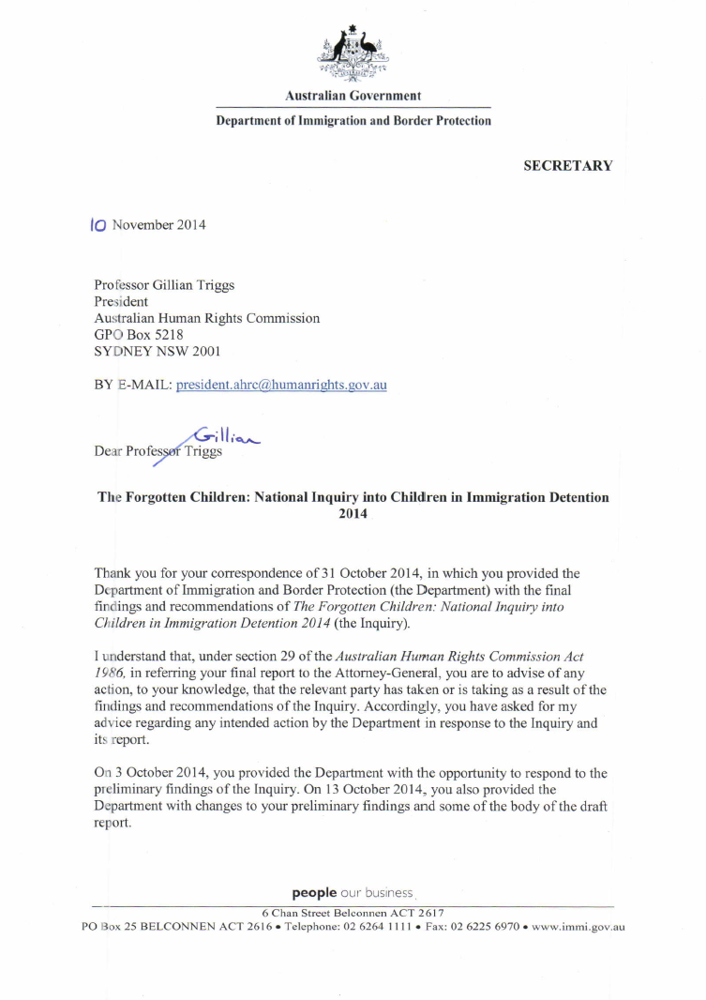 Australian Government
Department of Immigration and Border Protection
SECRETARY
10 November 2014
Professor Gillian Triggs
President
Australian Human Rights Commission
GPO Box 5218
SYDNEY NSW 2001
BY E-MAIL: president.ahrc@humanrights.gov.au
Gillian
Dear Professor Triggs
The Forgotten Children: National Inquiry into Children in Immigration Detention
2014
Thank you for your correspondence of 31 October 2014, in which you provided the
Department of Immigration and Border Protection (the Department) with the final
findings and recommendations of The Forgotten Children: National Inquiry into
Children in Immigration Detention 2014 (the Inquiry).
I understand that, under section 29 of the Australian Human Rights Commission Act
1986, in referring your final report to the Attorney-General, you are to advise of any
action, to your knowledge, that the relevant party has taken or is taking as a result of the
findings and recommendations of the Inquiry. Accordingly, you have asked for my
advice regarding any intended action by the Department in response to the Inquiry and
its report.
On 3 October 2014, you provided the Department with the opportunity to respond to the
preliminary findings of the Inquiry. On 13 October 2014, you also provided the
Department with changes to your preliminary findings and some of the body of the draft
report.
people our business
6 Chan Street Belconnen ACT 2617
PO Box 25 BELCONNEN ACT 2616 • Telephone: 02 6264 1111 • Fax: 02 6225 6970 • www.immi.gov.au